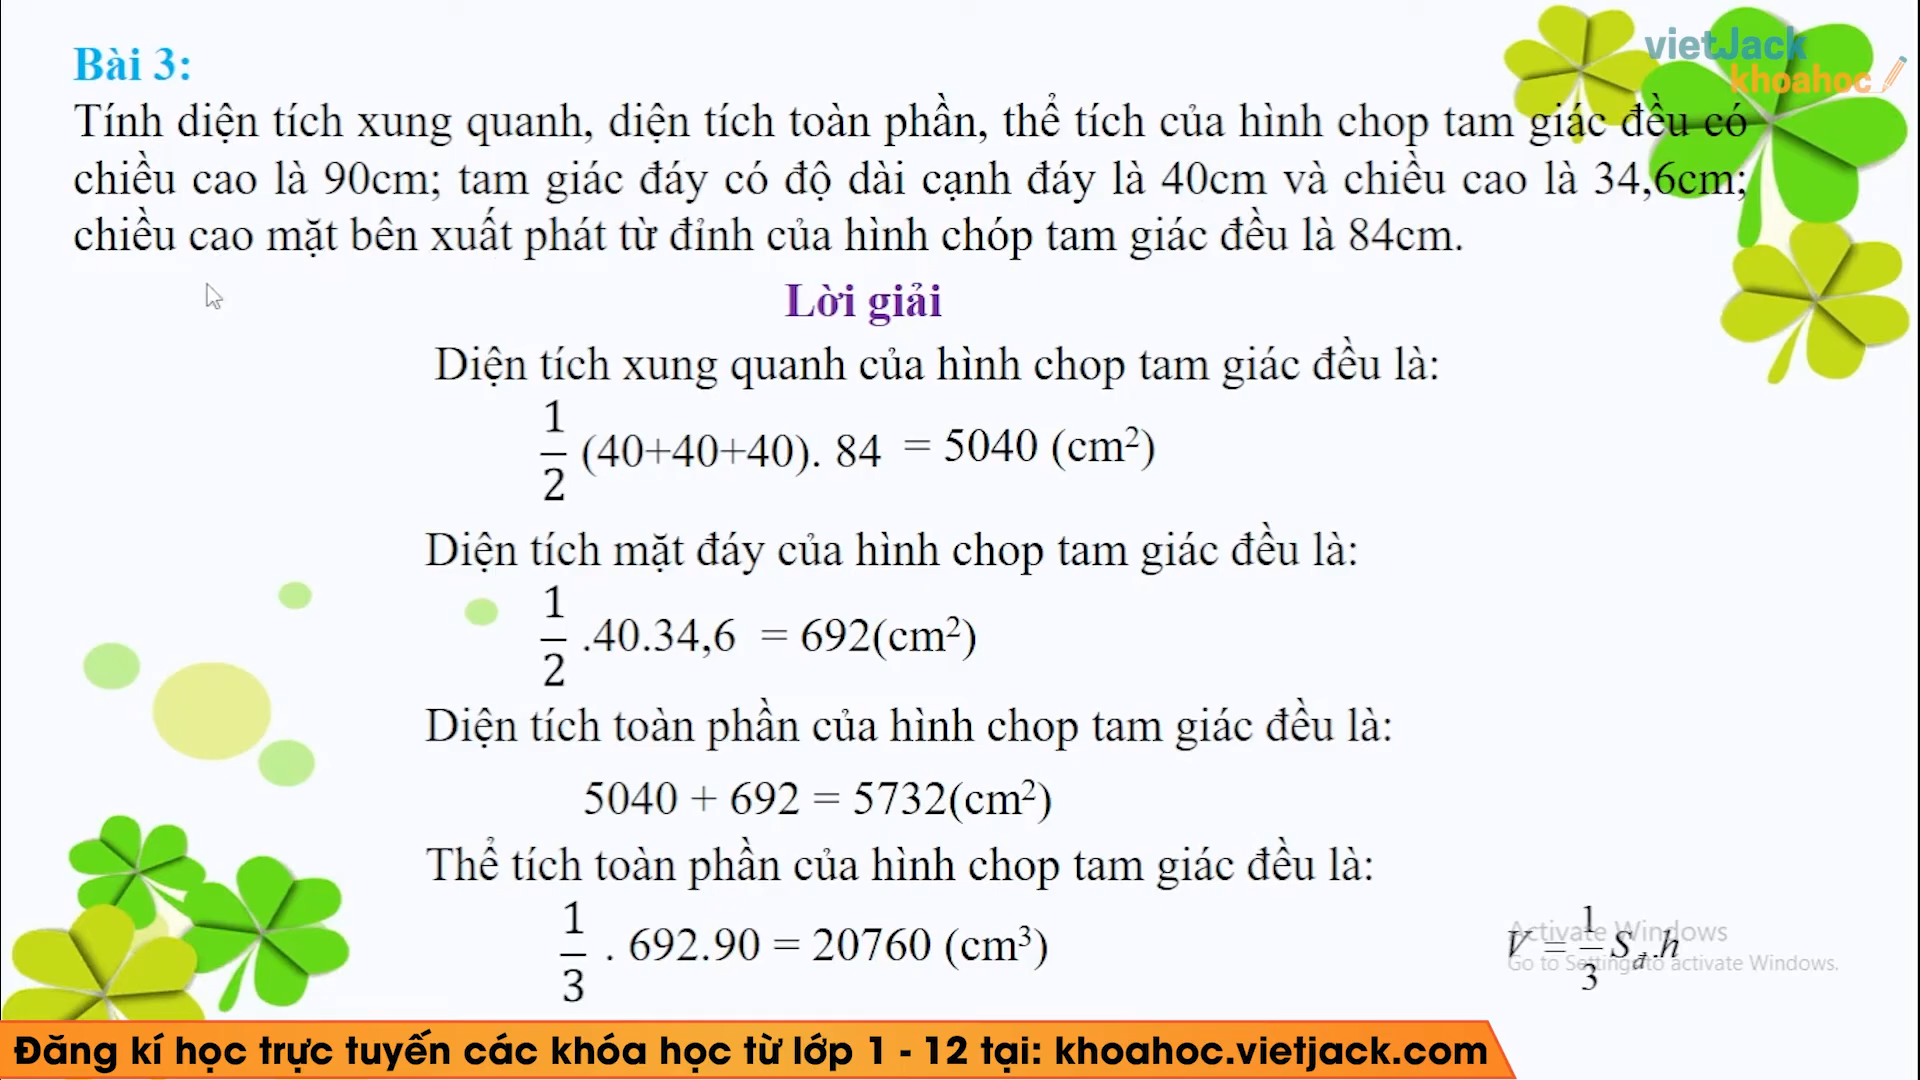 vietJack
khoahoc
Bài 3:
Tính diện tích xung quanh, diện tích toàn phần, thể tích của hình chop tam giác đều có
chiều cao là 90cm; tam giác đáy có độ dài cạnh đáy là 40cm và chiều cao là 34,6cm;
chiều cao mặt bên xuất phát từ đỉnh của hình chóp tam giác đều là 84cm.
Lời giải
Diện tích xung quanh của hình chop tam giác đều là:
1/2 (40+40+40). 84 = 5040 (cm²)
Diện tích mặt đáy của hình chop tam giác đều là:
1/2 .40.34,6 = 692(cm²)
Diện tích toàn phần của hình chop tam giác đều là:
5040 + 692 = 5732(cm²)
Thể tích toàn phần của hình chop tam giác đều là:
1/3 . 692.90 = 20760 (cm³)
V = 1/3 Sđ.h
Activate Windows
Go to Settings to activate Windows.
Đăng kí học trực tuyến các khóa học từ lớp 1 - 12 tại: khoahoc.vietjack.com